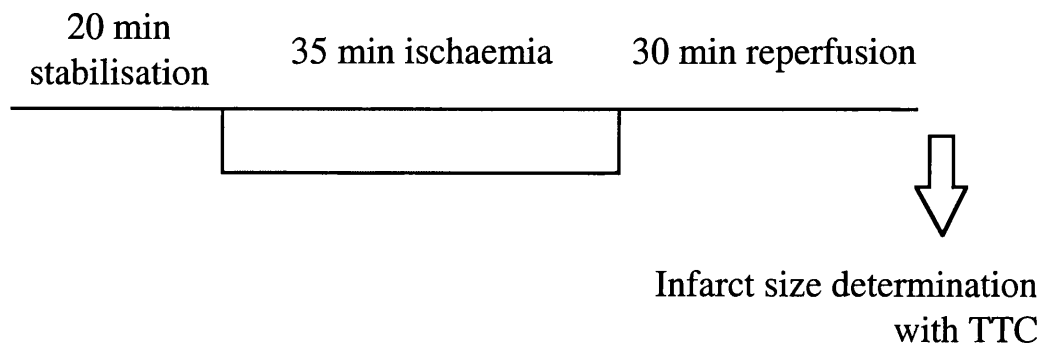 20 min
stabilisation
35 min ischaemia
30 min reperfusion
Infarct size determination
with TTC